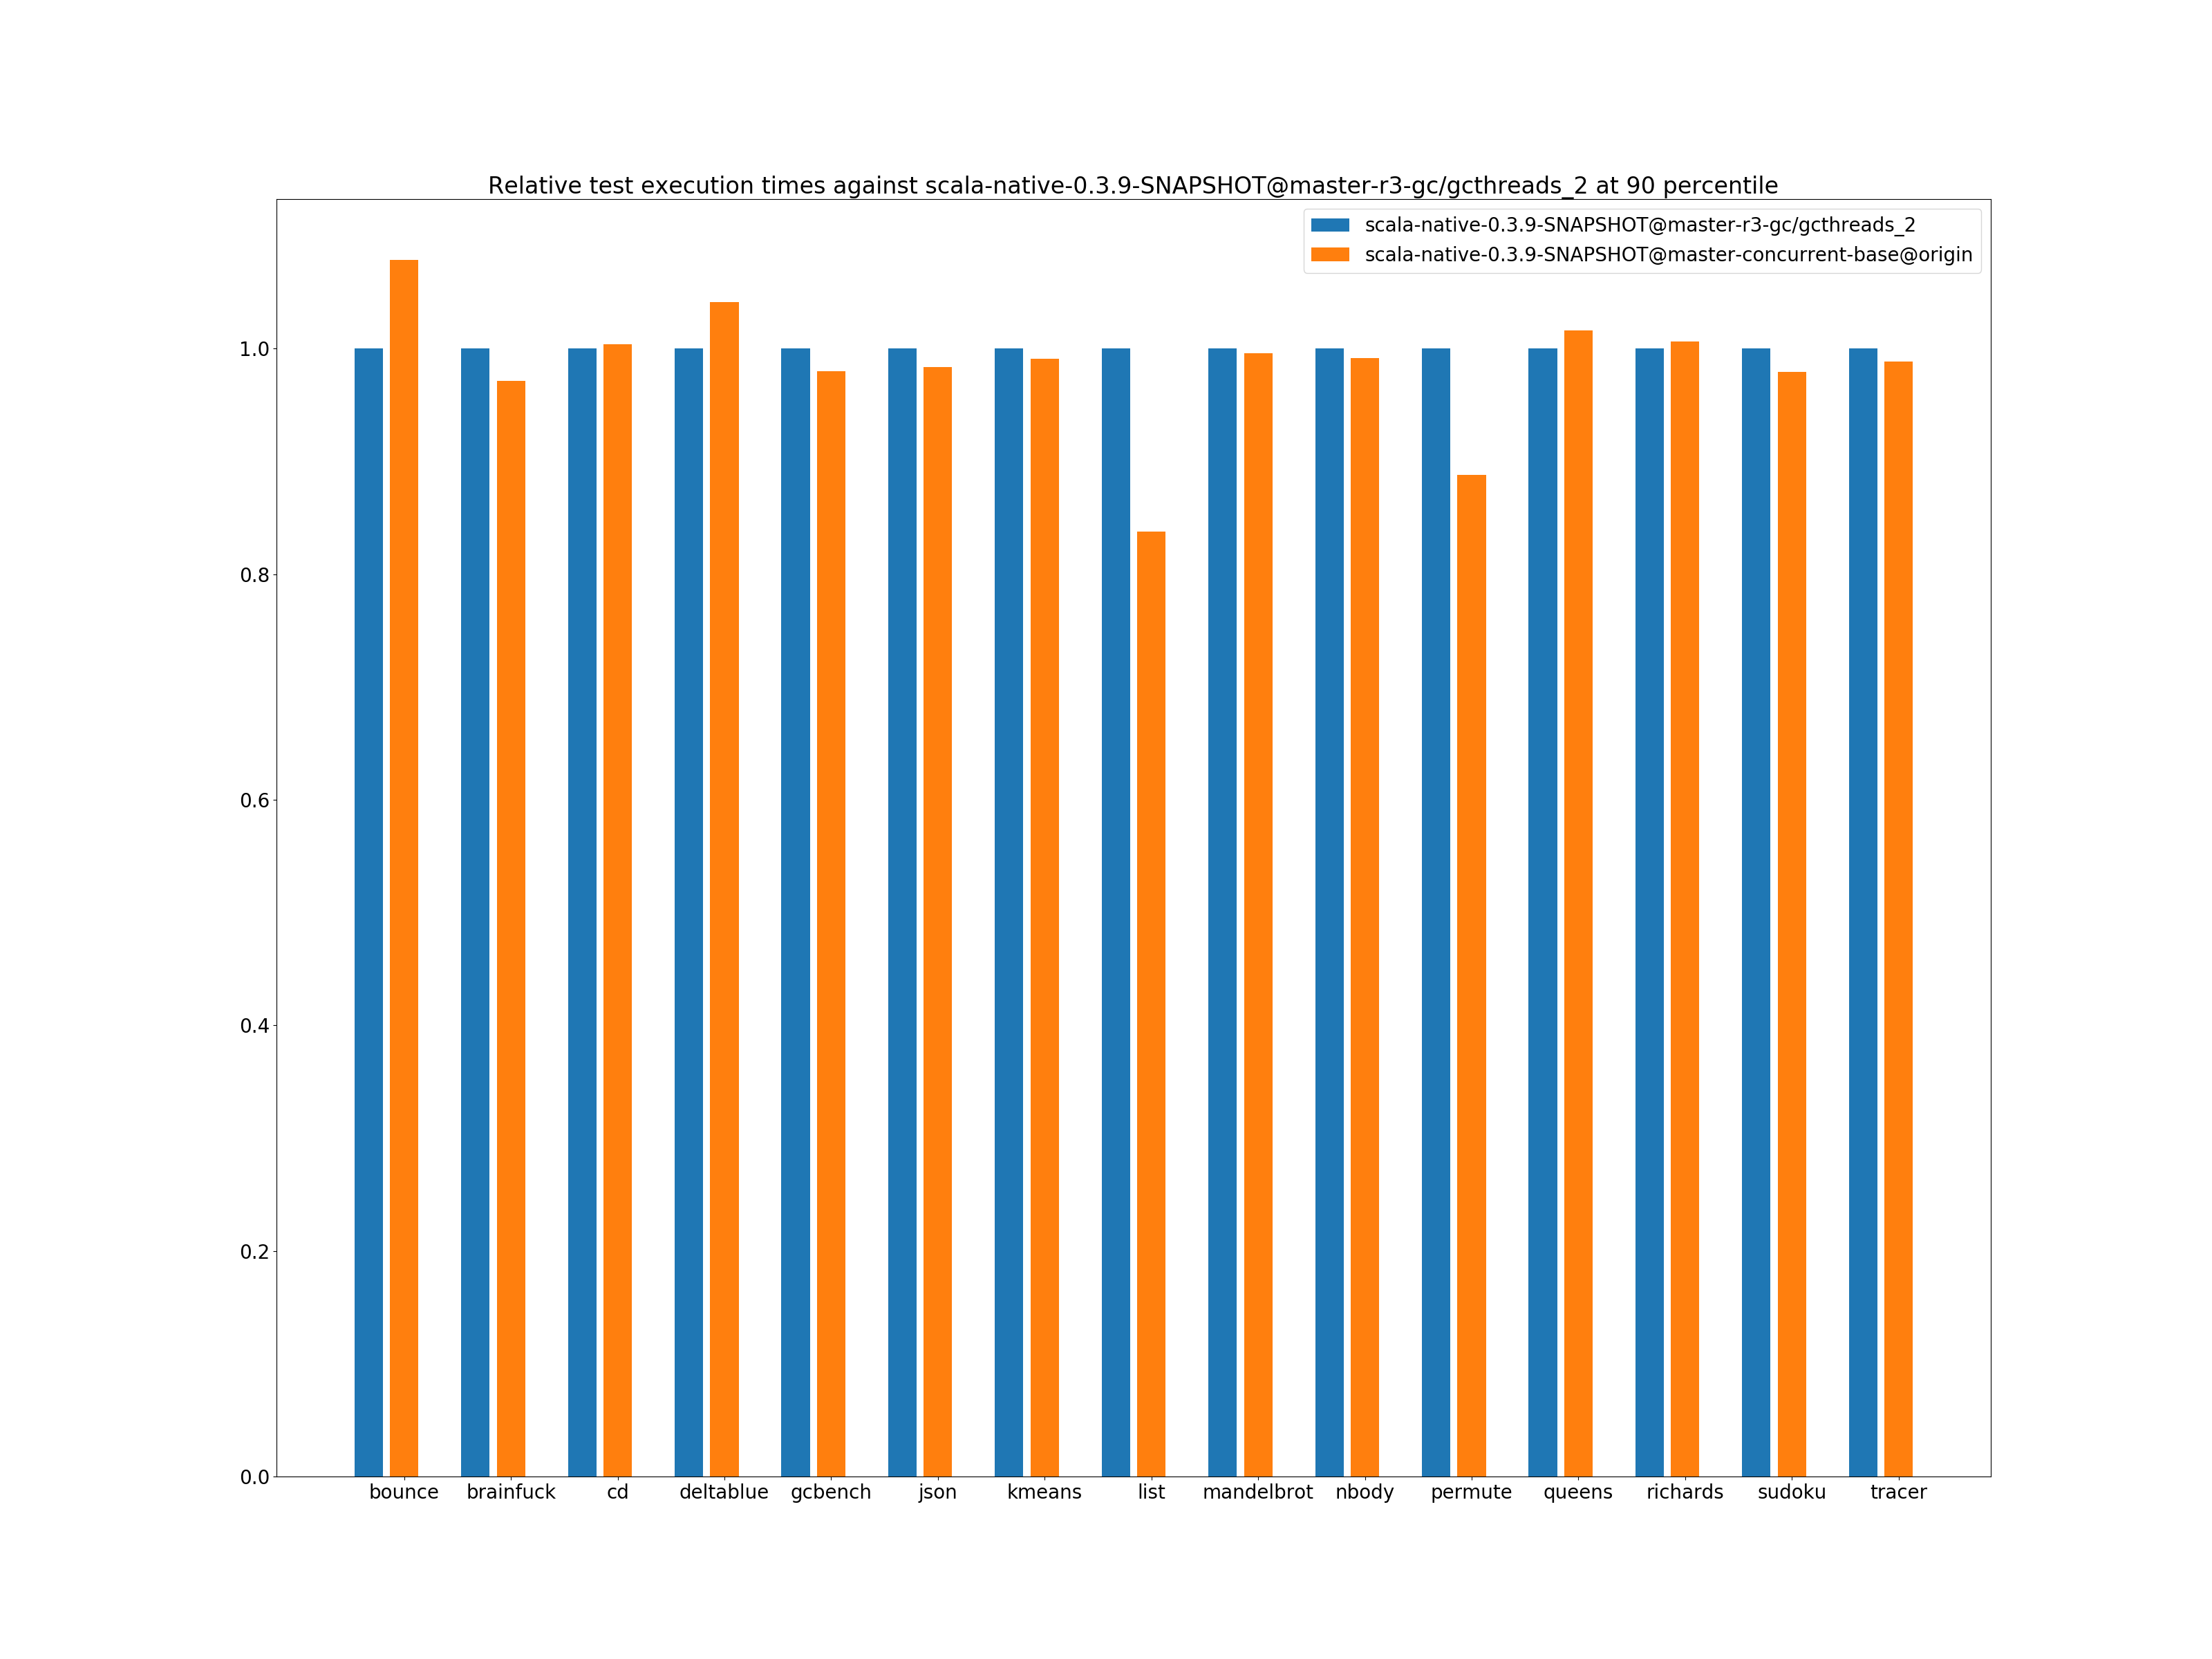 Relative test execution times against scala-native-0.3.9-SNAPSHOT@master-r3-gc/gcthreads_2 at 90 percentile
scala-native-0.3.9-SNAPSHOT@master-r3-gc/gcthreads_2
scala-native-0.3.9-SNAPSHOT@master-concurrent-base@origin
1.0
0.8
0.6
0.4
0.2
0.0
bounce brainfuck cd deltablue gcbench json kmeans list mandelbrot nbody permute queens richards sudoku tracer